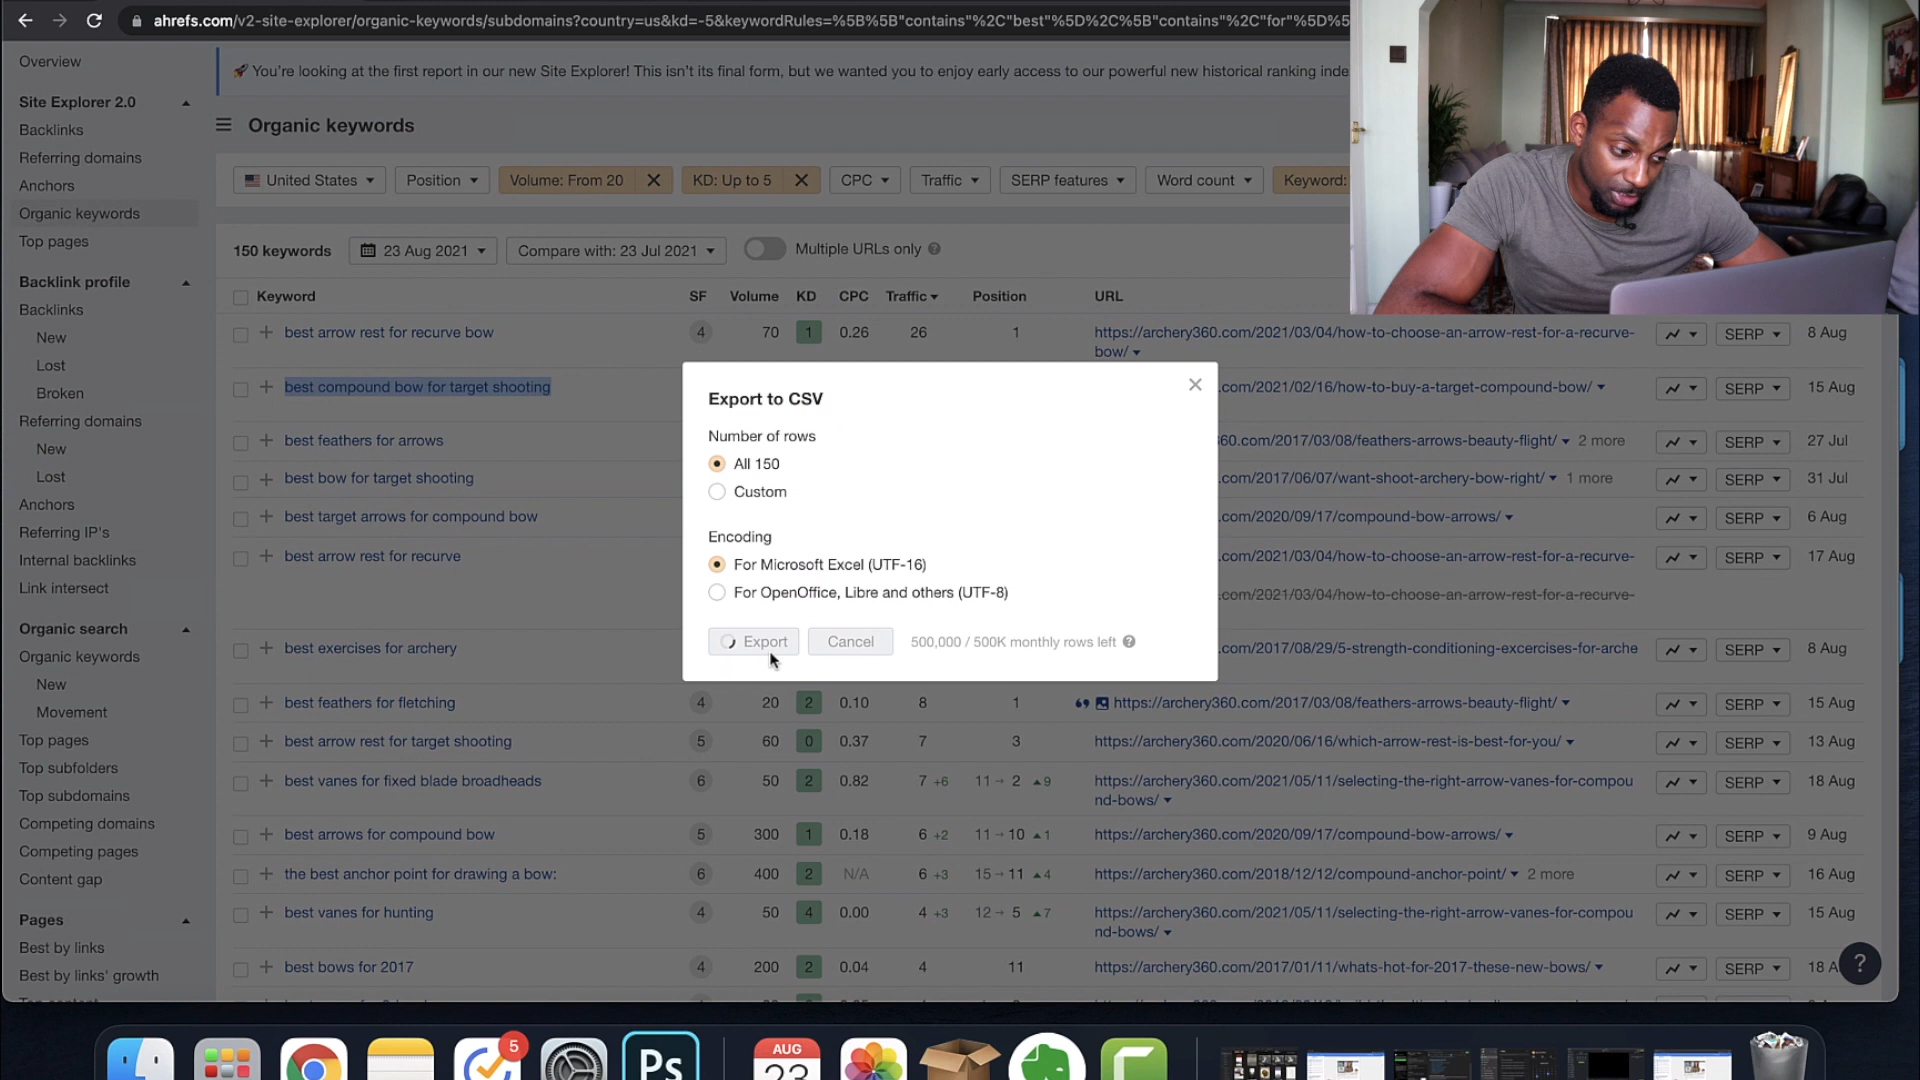 ahrefs.com/v2-site-explorer/organic-keywords/subdomains?country=us&kd=-5&keywordRules=%5B%5B"contains"%2C"best"%5D%2C%5B"contains"%2C"for"%5D%5
Overview
Site Explorer 2.0
Backlinks
Referring domains
Anchors
Organic keywords
Top pages
Backlink profile
Backlinks
New
Lost
Broken
Referring domains
New
Lost
Anchors
Referring IP's
Internal backlinks
Link intersect
Organic search
Organic keywords
New
Movement
Top pages
Top subfolders
Top subdomains
Competing domains
Competing pages
Content gap
Pages
Best by links
Best by links' growth
🚀 You're looking at the first report in our new Site Explorer! This isn't its final form, but we wanted you to enjoy early access to our powerful new historical ranking inde
Organic keywords
United States Position Volume: From 20 KD: Up to 5 CPC Traffic SERP features Word count Keyword:
150 keywords 23 Aug 2021 Compare with: 23 Jul 2021 Multiple URLs only
Keyword SF Volume KD CPC Traffic Position URL
best arrow rest for recurve bow 4 70 1 0.26 26 1 https://archery360.com/2021/03/04/how-to-choose-an-arrow-rest-for-a-recurve-bow/ SERP 8 Aug
best compound bow for target shooting .com/2021/02/16/how-to-buy-a-target-compound-bow/ SERP 15 Aug
best feathers for arrows 360.com/2017/03/08/feathers-arrows-beauty-flight/ 2 more SERP 27 Jul
best bow for target shooting .com/2017/06/07/want-shoot-archery-bow-right/ 1 more SERP 31 Jul
best target arrows for compound bow .com/2020/09/17/compound-bow-arrows/ SERP 6 Aug
best arrow rest for recurve .com/2021/03/04/how-to-choose-an-arrow-rest-for-a-recurve- SERP 17 Aug
.com/2021/03/04/how-to-choose-an-arrow-rest-for-a-recurve-
best exercises for archery .com/2017/08/29/5-strength-conditioning-excercises-for-arche SERP 8 Aug
best feathers for fletching 4 20 2 0.10 8 1 https://archery360.com/2017/03/08/feathers-arrows-beauty-flight/ SERP 15 Aug
best arrow rest for target shooting 5 60 0 0.37 7 3 https://archery360.com/2020/06/16/which-arrow-rest-is-best-for-you/ SERP 13 Aug
best vanes for fixed blade broadheads 6 50 2 0.82 7 +6 11 → 2 ▲9 https://archery360.com/2021/05/11/selecting-the-right-arrow-vanes-for-compou SERP 18 Aug
nd-bows/
best arrows for compound bow 5 300 1 0.18 6 +2 11 → 10 ▲1 https://archery360.com/2020/09/17/compound-bow-arrows/ SERP 9 Aug
the best anchor point for drawing a bow: 6 400 2 N/A 6 +3 15 → 11 ▲4 https://archery360.com/2018/12/12/compound-anchor-point/ 2 more SERP 16 Aug
best vanes for hunting 4 50 4 0.00 4 +3 12 → 5 ▲7 https://archery360.com/2021/05/11/selecting-the-right-arrow-vanes-for-compou SERP 15 Aug
nd-bows/
best bows for 2017 4 200 2 0.04 4 11 https://archery360.com/2017/01/11/whats-hot-for-2017-these-new-bows/ SERP 18 A
?
Export to CSV
Number of rows
All 150
Custom
Encoding
For Microsoft Excel (UTF-16)
For OpenOffice, Libre and others (UTF-8)
Export Cancel 500,000 / 500K monthly rows left
5
Ps
AUG
23